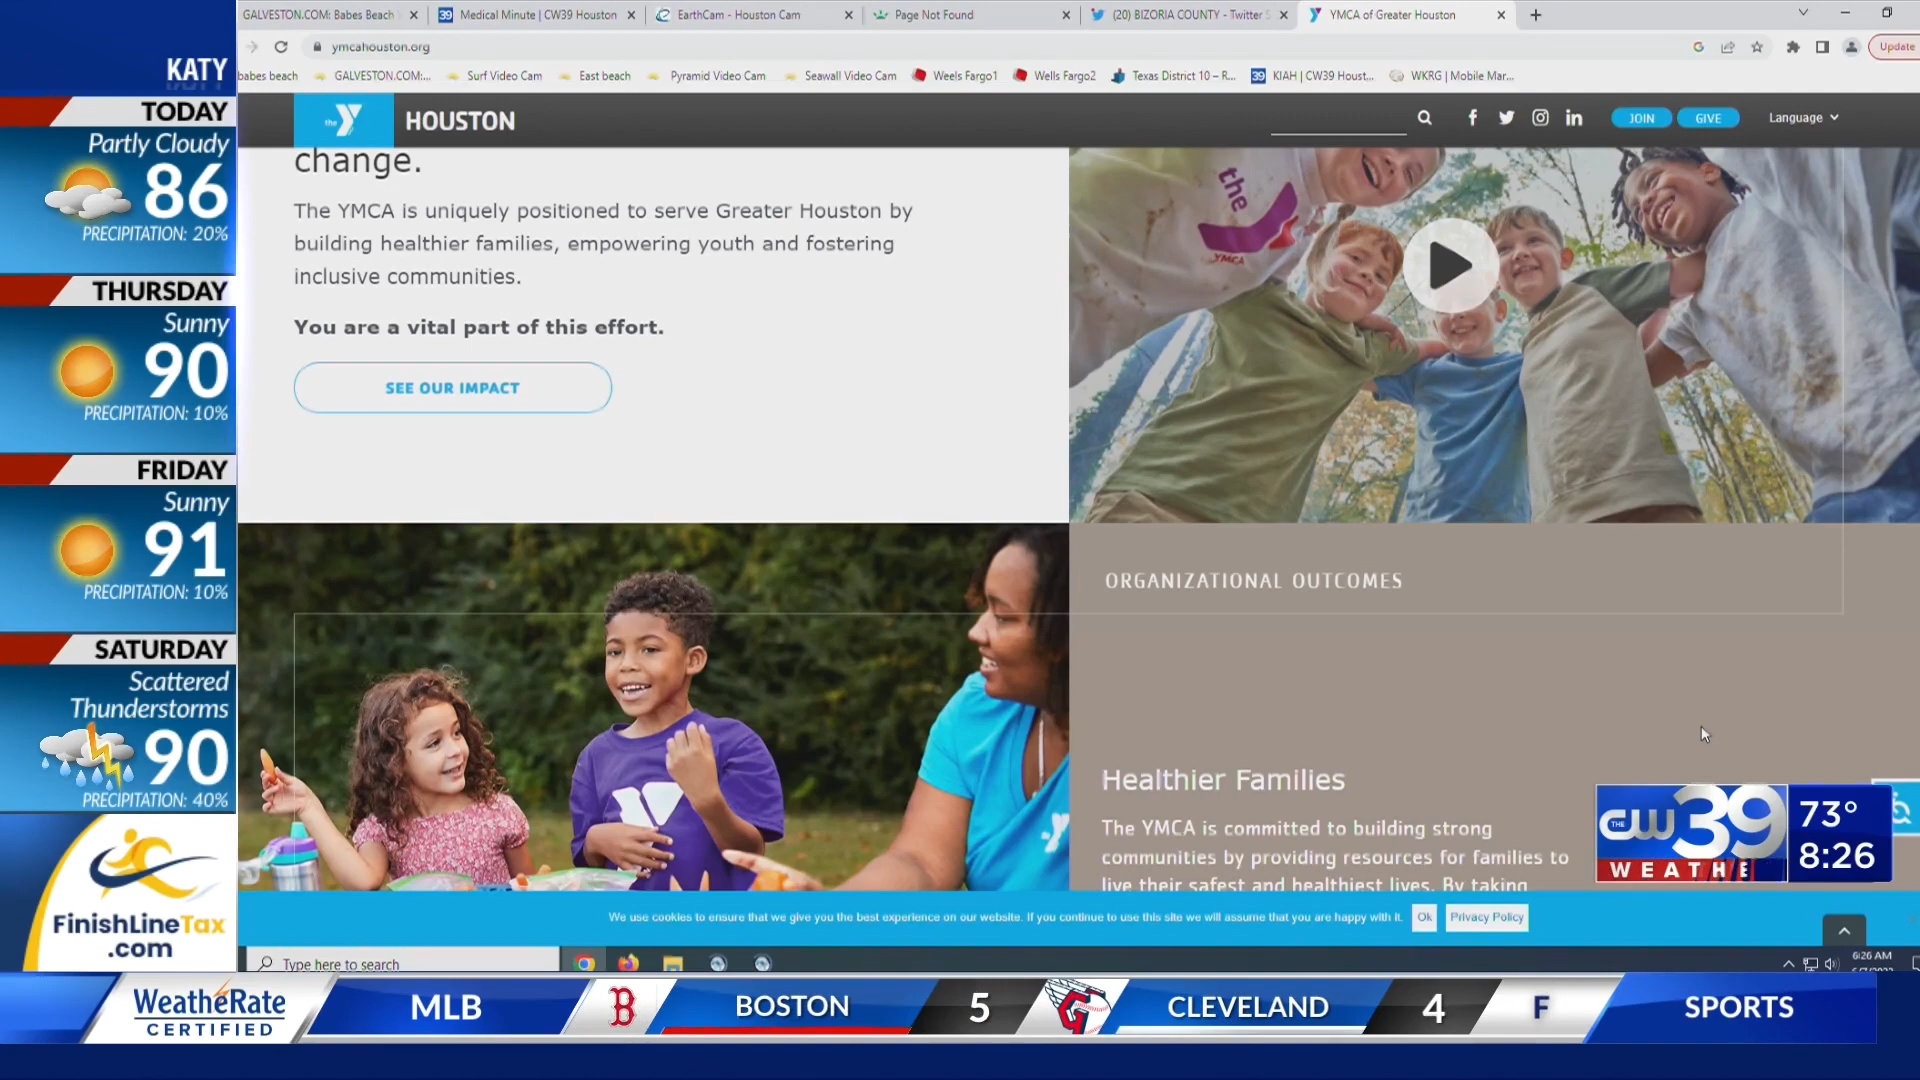 KATY
TODAY
Partly Cloudy
86
PRECIPITATION: 20%
THURSDAY
Sunny
90
PRECIPITATION: 10%
FRIDAY
Sunny
91
PRECIPITATION: 10%
SATURDAY
Scattered
Thunderstorms
90
PRECIPITATION: 40%
FinishLineTax
.com
GALVESTON.COM: Babes Beach
39 Medical Minute | CW39 Houston
EarthCam - Houston Cam
Page Not Found
(20) BIZORIA COUNTY - Twitter S
YMCA of Greater Houston
ymcahouston.org
Update
babes beach
GALVESTON.COM:...
Surf Video Cam
East beach
Pyramid Video Cam
Seawall Video Cam
Weels Fargo1
Wells Fargo2
Texas District 10 – R...
39 KIAH | CW39 Houst...
WKRG | Mobile Mar...
the Y
HOUSTON
JOIN
GIVE
Language
change.
The YMCA is uniquely positioned to serve Greater Houston by
building healthier families, empowering youth and fostering
inclusive communities.
You are a vital part of this effort.
SEE OUR IMPACT
the
YMCA
ORGANIZATIONAL OUTCOMES
Healthier Families
The YMCA is committed to building strong
communities by providing resources for families to
live their safest and healthiest lives. By taking
THE CW39
WEATHE
73°
8:26
We use cookies to ensure that we give you the best experience on our website. If you continue to use this site we will assume that you are happy with it.
Ok
Privacy Policy
Type here to search
6:26 AM
WeatheRate
CERTIFIED
MLB
B
BOSTON
5
CLEVELAND
4
F
SPORTS